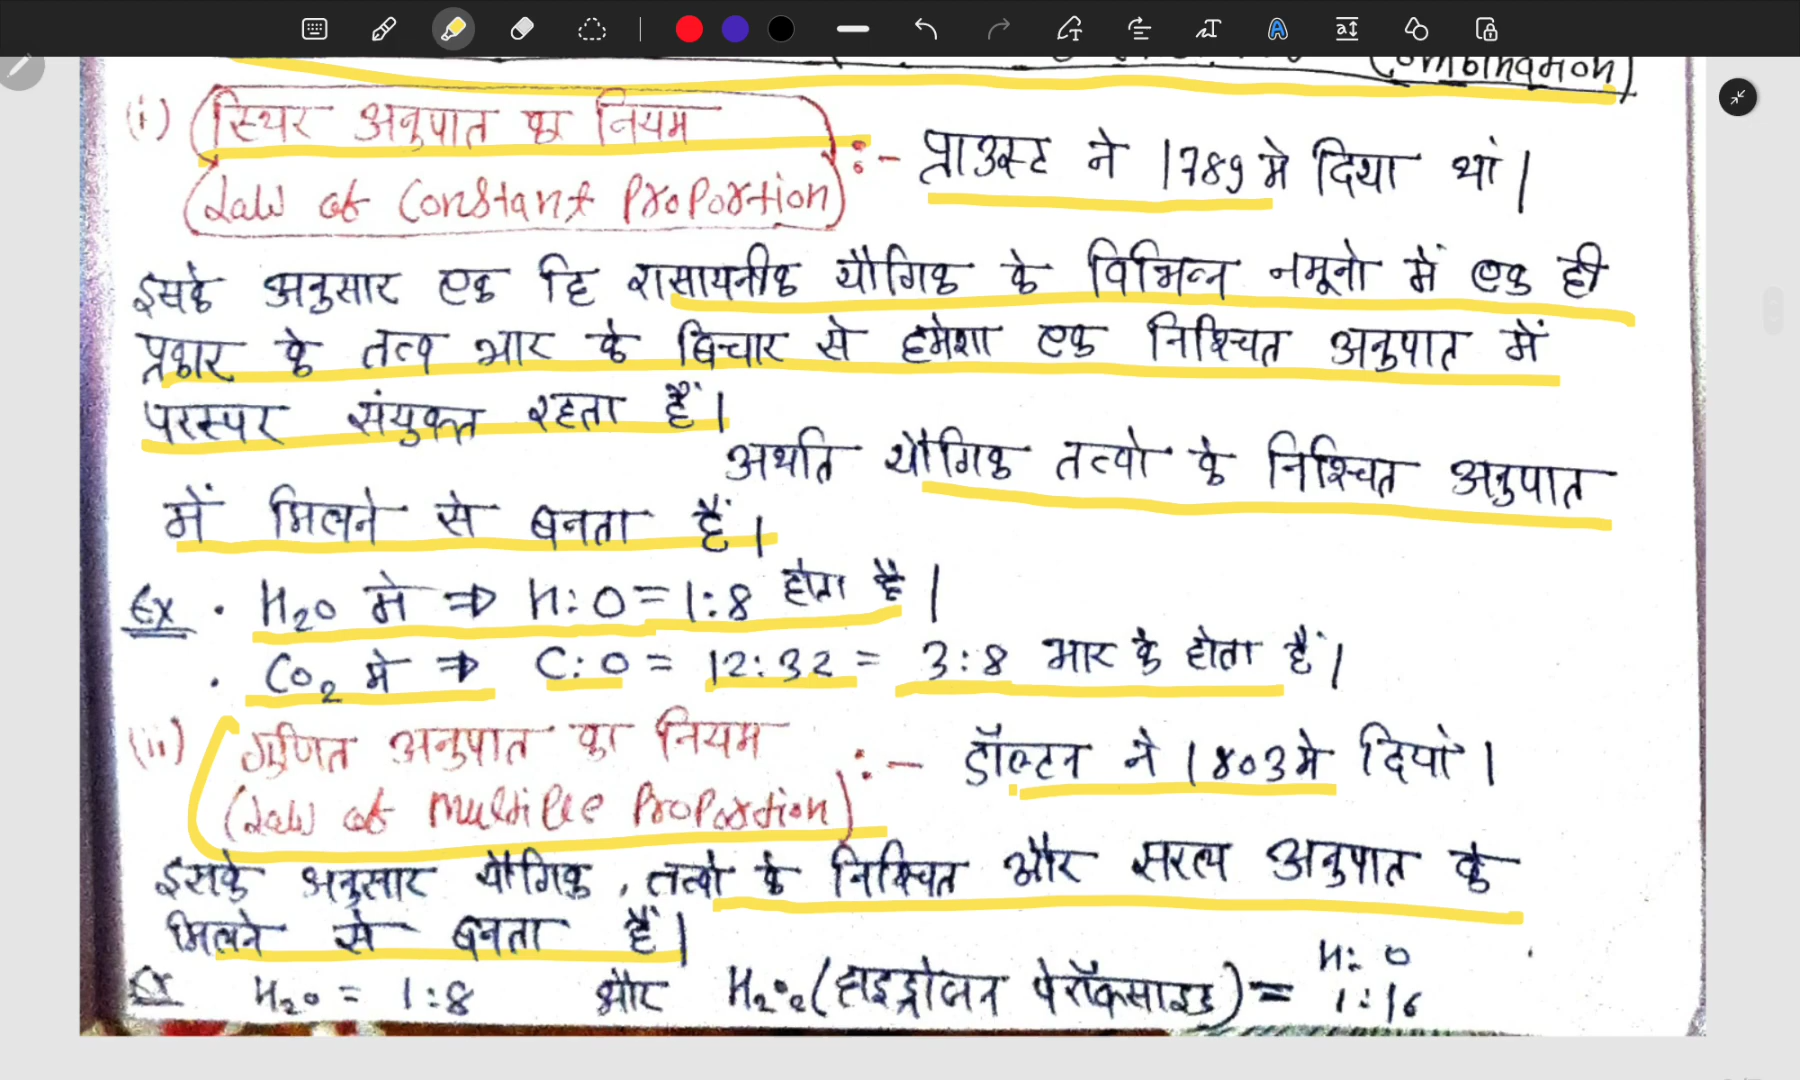 Combination)
(i) स्थिर अनुपात का नियम
(Law of Constant Proportion) :- प्राउस्ट ने 1789 मे दिया था।
इसके अनुसार एक हि रासायनीक यौगिक के विभिन्न नमूनो में एक ही
प्रकार के तत्व भार के विचार से हमेशा एक निश्चित अनुपात में
परस्पर संयुक्त रहता हैं।
अर्थात यौगिक तत्वो के निश्चित अनुपात
में मिलने से बनता हैं।
Ex • H₂O मे ⇒ H:O = 1:8 होता है।
• CO₂ मे ⇒ C:O = 12:32 = 3:8 भार के होता हैं।
(ii) गुणित अनुपात का नियम
(Law of Multiple Proportion) :- डॉल्टन ने 1803 मे दिया।
इसके अनुसार यौगिक, तत्वो के निश्चित और सरल अनुपात के
मिलने से बनता हैं।
Ex H₂O = 1:8 और H₂O₂ (हाइड्रोजन पेरॉक्साइड) = H:O
1:16